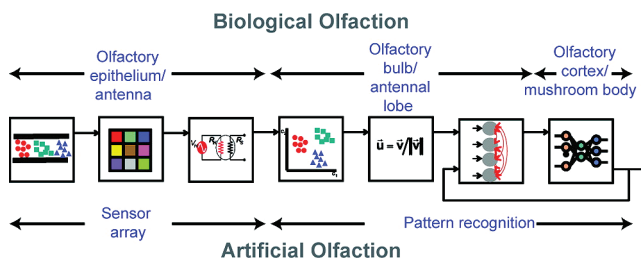 Biological Olfaction
Olfactory
epithelium/
antenna
Olfactory
bulb/
antennal
lobe
Olfactory
cortex/
mushroom body
u = v/||v||
Sensor
array
Pattern recognition
Artificial Olfaction